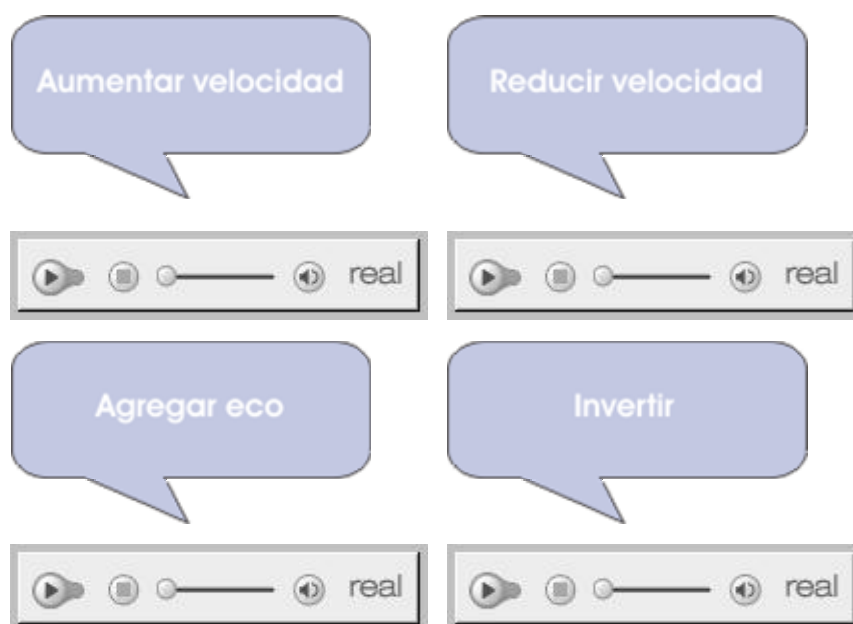 Aumentar velocidad
Reducir velocidad
real
real
Agregar eco
Invertir
real
real